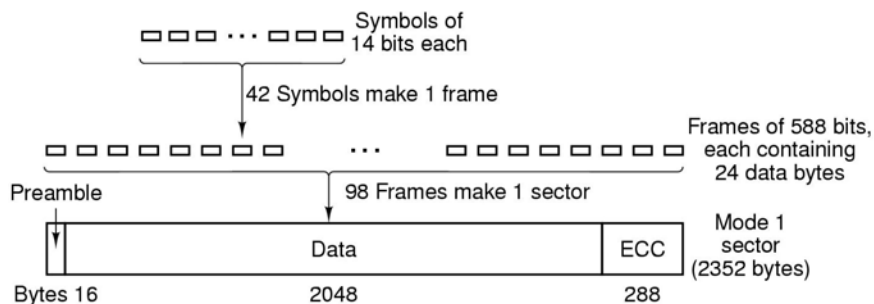 Symbols of
14 bits each
42 Symbols make 1 frame
Frames of 588 bits,
each containing
24 data bytes
Preamble
98 Frames make 1 sector
Data
ECC
Mode 1
sector
(2352 bytes)
Bytes 16
2048
288